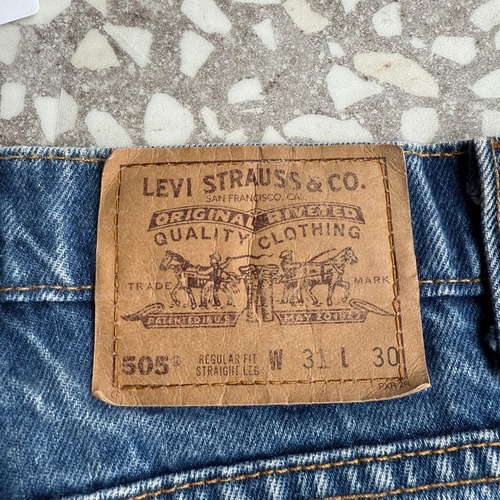 LEVI STRAUSS & CO.
SAN FRANCISCO, CAL.
ORIGINAL RIVETED
QUALITY CLOTHING
TRADE MARK
PATENTED IN U.S. MAY 20 1873
505® REGULAR FIT W 31 L 30
STRAIGHT LEG